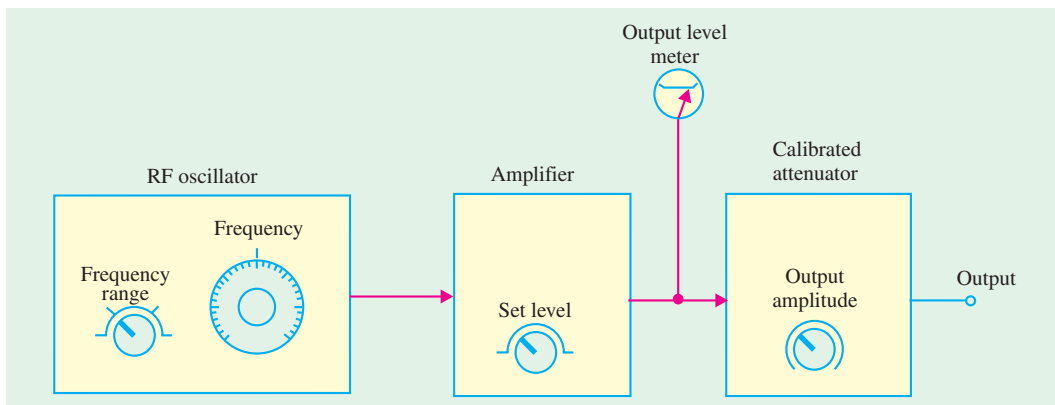 Output level
meter
RF oscillator
Amplifier
Calibrated
attenuator
Frequency
Frequency
range
Set level
Output
amplitude
Output